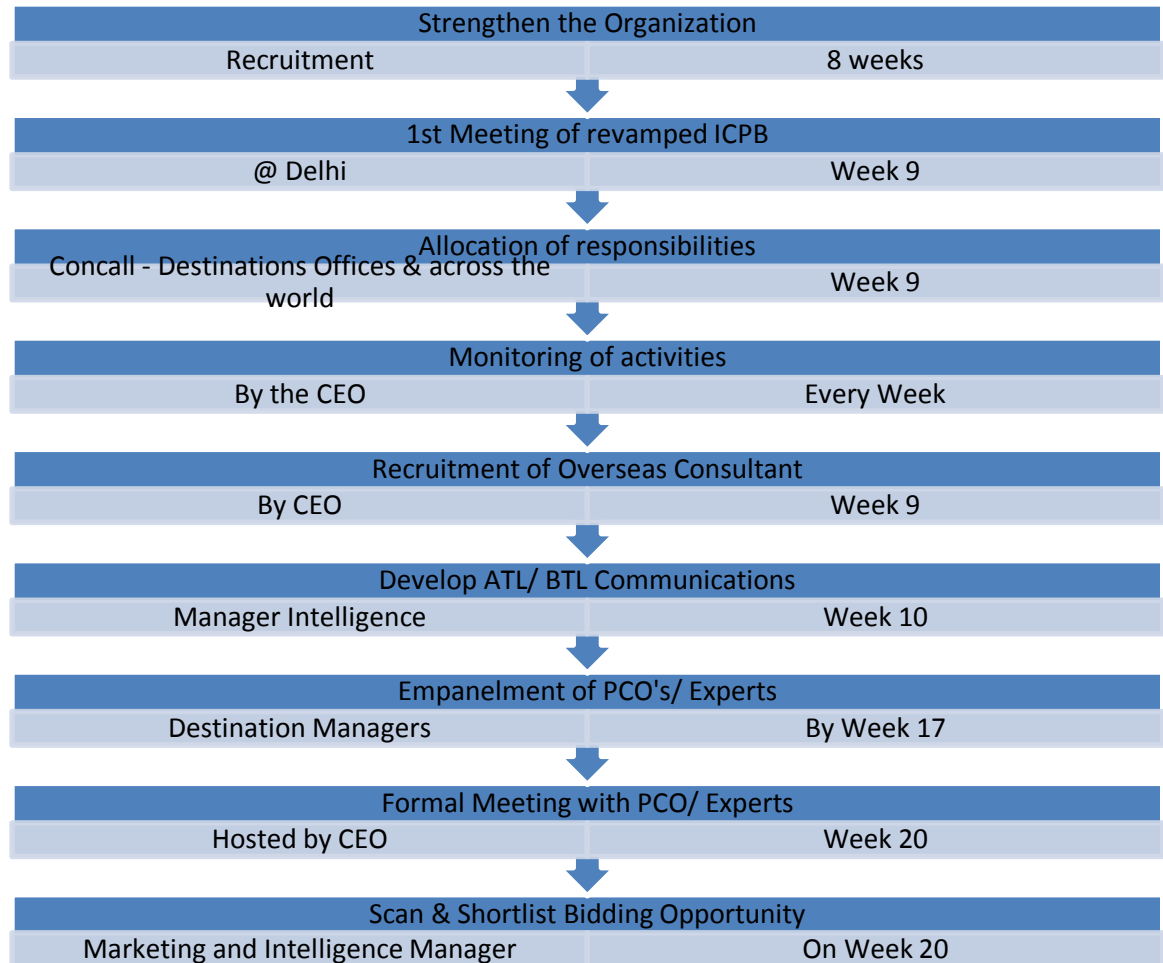 Strengthen the Organization
Recruitment 8 weeks
1st Meeting of revamped ICPB
@ Delhi Week 9
Allocation of responsibilities
Concall - Destinations Offices & across the
world
Week 9
Monitoring of activities
By the CEO Every Week
Recruitment of Overseas Consultant
By CEO Week 9
Develop ATL/ BTL Communications
Manager Intelligence Week 10
Empanelment of PCO's/ Experts
Destination Managers By Week 17
Formal Meeting with PCO/ Experts
Hosted by CEO Week 20
Scan & Shortlist Bidding Opportunity
Marketing and Intelligence Manager On Week 20